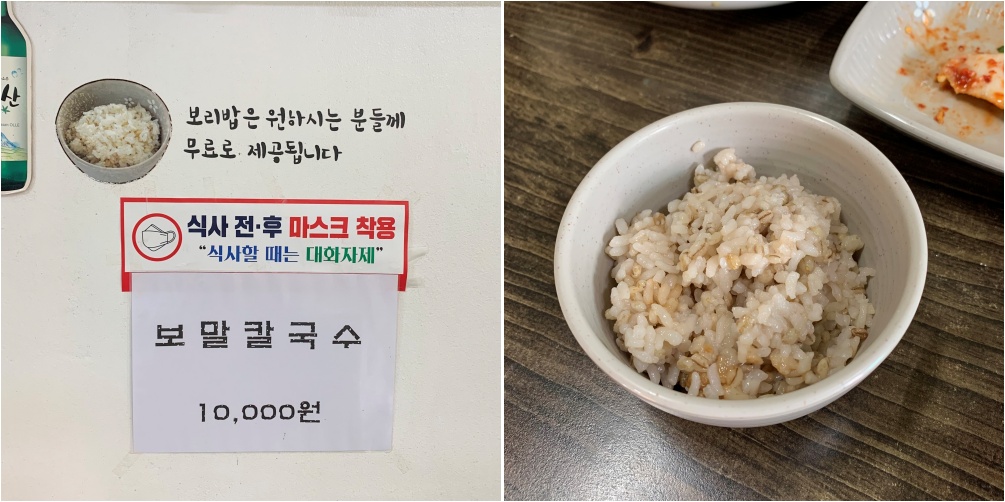 산
보리밥은 원하시는 분들께
무료로 제공됩니다
식사 전·후 마스크 착용
“식사할 때는 대화자제”
보말칼국수
10,000원